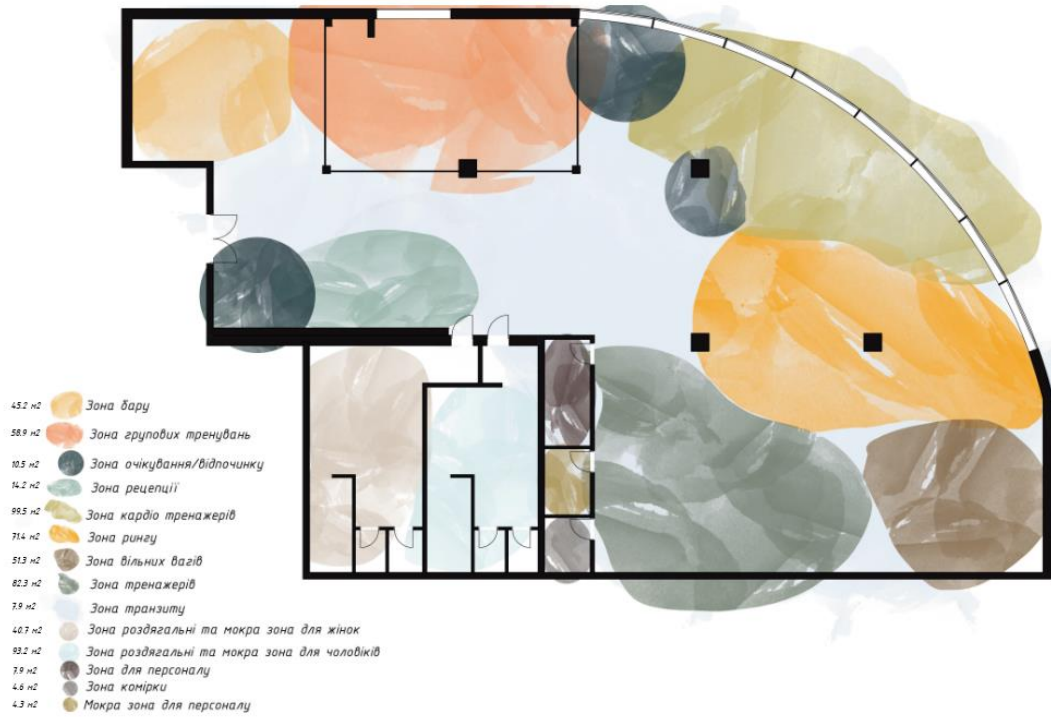 45.2 м2 Зона бару
58.9 м2 Зона групових тренувань
10.5 м2 Зона очікування/відпочинку
14.2 м2 Зона рецепції
99.5 м2 Зона кардіо тренажерів
71.4 м2 Зона рингу
51.3 м2 Зона вільних вагів
82.3 м2 Зона тренажерів
7.9 м2 Зона транзиту
40.7 м2 Зона роздягальні та мокра зона для жінок
93.2 м2 Зона роздягальні та мокра зона для чоловіків
7.9 м2 Зона для персоналу
4.6 м2 Зона комірки
4.3 м2 Мокра зона для персоналу